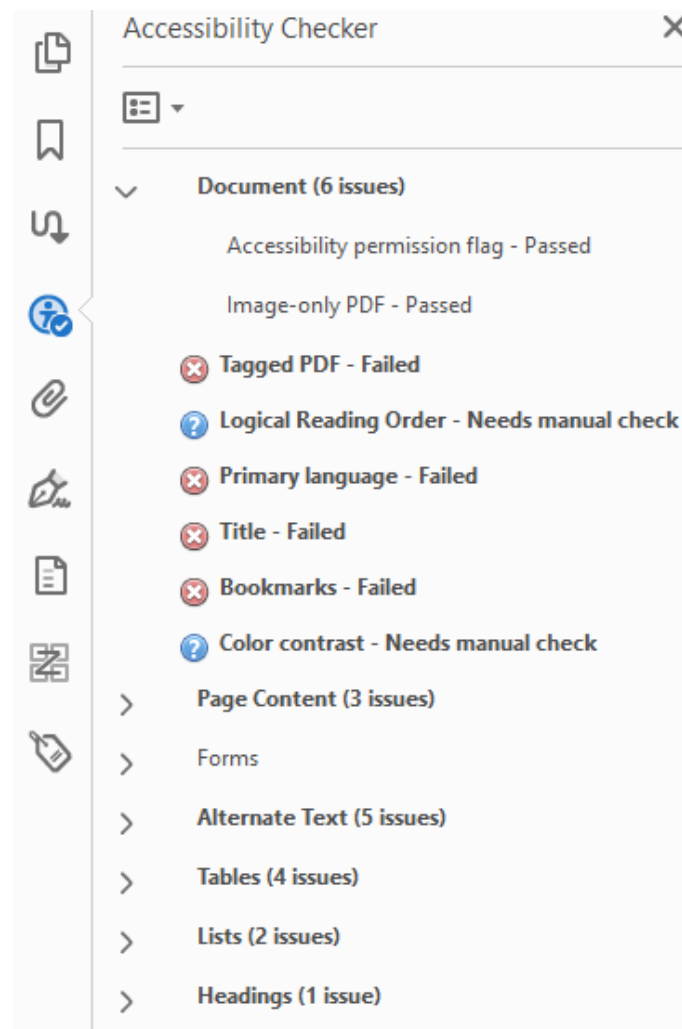 Accessibility Checker
Document (6 issues)
Accessibility permission flag - Passed
Image-only PDF - Passed
Tagged PDF - Failed
Logical Reading Order - Needs manual check
Primary language - Failed
Title - Failed
Bookmarks - Failed
Color contrast - Needs manual check
Page Content (3 issues)
Forms
Alternate Text (5 issues)
Tables (4 issues)
Lists (2 issues)
Headings (1 issue)